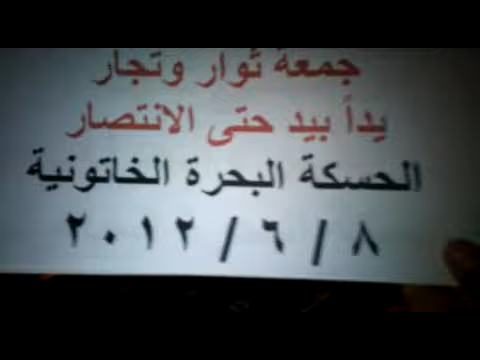 جمعة ثوار وتجار
يداً بيد حتى الانتصار
الحسكة البحرة الخاتونية
٢٠١٢ / ٦ / ٨